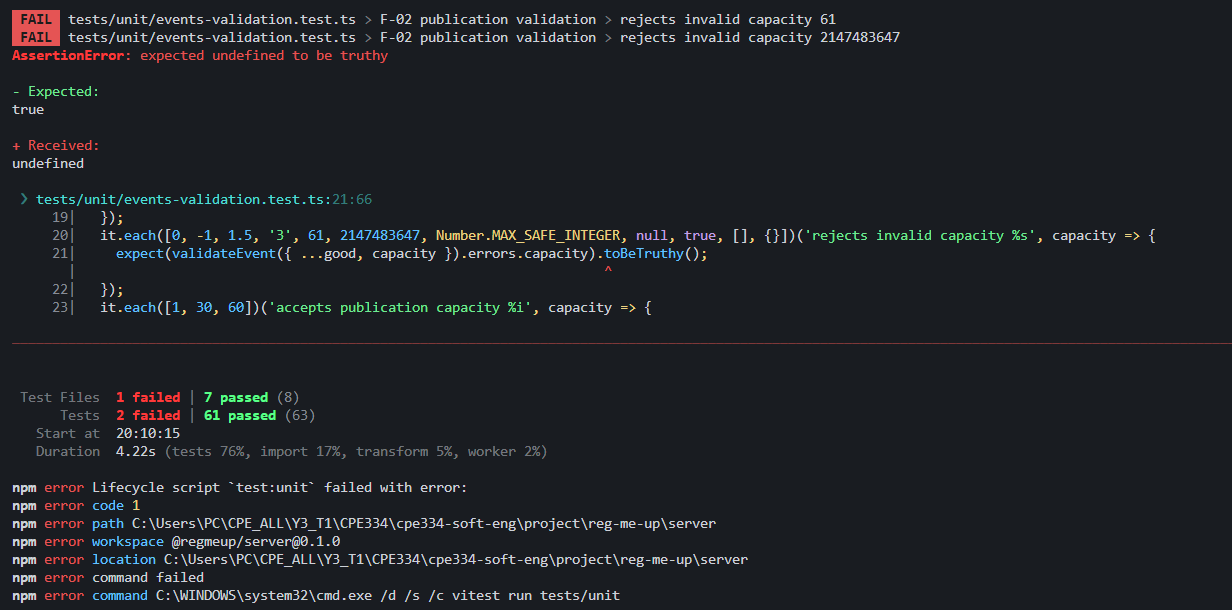 FAIL tests/unit/events-validation.test.ts > F-02 publication validation > rejects invalid capacity 61
FAIL tests/unit/events-validation.test.ts > F-02 publication validation > rejects invalid capacity 2147483647
AssertionError: expected undefined to be truthy
- Expected:
true
+ Received:
undefined
❯ tests/unit/events-validation.test.ts:21:66
19| });
20| it.each([0, -1, 1.5, '3', 61, 2147483647, Number.MAX_SAFE_INTEGER, null, true, [], {}])('rejects invalid capacity %s', capacity => {
21| expect(validateEvent({ ...good, capacity }).errors.capacity).toBeTruthy();
| ^
22| });
23| it.each([1, 30, 60])('accepts publication capacity %i', capacity => {
Test Files 1 failed | 7 passed (8)
Tests 2 failed | 61 passed (63)
Start at 20:10:15
Duration 4.22s (tests 76%, import 17%, transform 5%, worker 2%)
npm error Lifecycle script `test:unit` failed with error:
npm error code 1
npm error path C:\Users\PC\CPE_ALL\Y3_T1\CPE334\cpe334-soft-eng\project\reg-me-up\server
npm error workspace @regmeup/server@0.1.0
npm error location C:\Users\PC\CPE_ALL\Y3_T1\CPE334\cpe334-soft-eng\project\reg-me-up\server
npm error command failed
npm error command C:\WINDOWS\system32\cmd.exe /d /s /c vitest run tests/unit